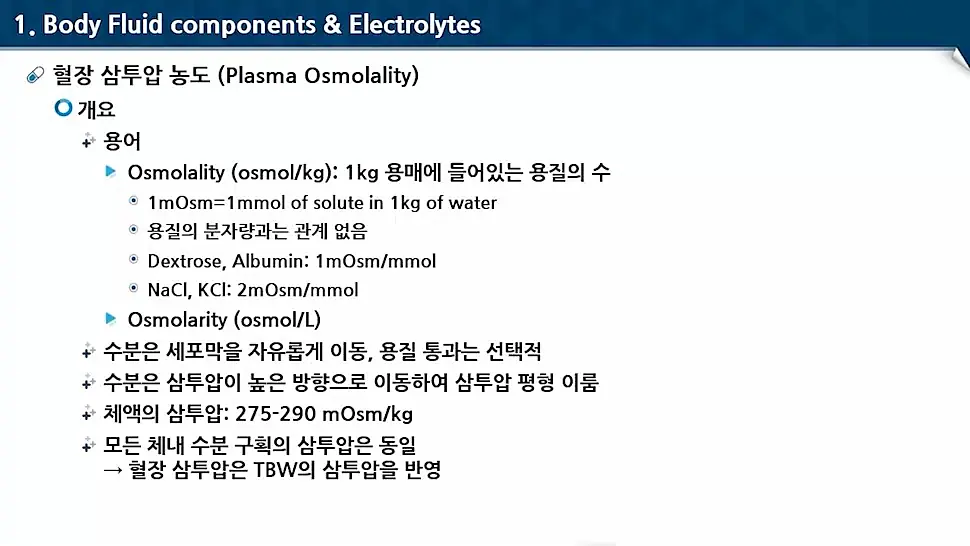 1. Body Fluid components & Electrolytes
혈장 삼투압 농도 (Plasma Osmolality)
개요
용어
Osmolality (osmol/kg): 1kg 용매에 들어있는 용질의 수
1mOsm=1mmol of solute in 1kg of water
용질의 분자량과는 관계 없음
Dextrose, Albumin: 1mOsm/mmol
NaCl, KCl: 2mOsm/mmol
Osmolarity (osmol/L)
수분은 세포막을 자유롭게 이동, 용질 통과는 선택적
수분은 삼투압이 높은 방향으로 이동하여 삼투압 평형 이룸
체액의 삼투압: 275-290 mOsm/kg
모든 체내 수분 구획의 삼투압은 동일
→ 혈장 삼투압은 TBW의 삼투압을 반영